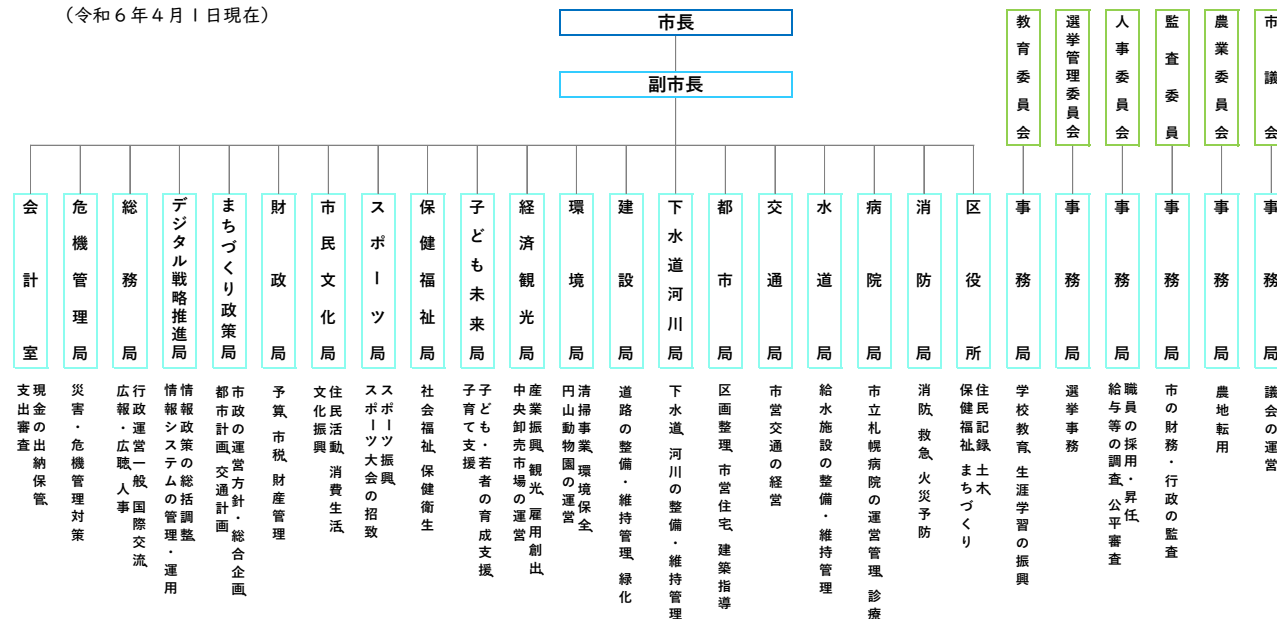 （令和６年４月１日現在）
市長
副市長
教育委員会
選挙管理委員会
人事委員会
監査委員
農業委員会
市議会
会計室
危機管理局
総務局
デジタル戦略推進局
まちづくり政策局
財政局
市民文化局
スポーツ局
保健福祉局
子ども未来局
経済観光局
環境局
建設局
下水道河川局
都市局
交通局
水道局
病院局
消防局
区役所
事務局
事務局
事務局
事務局
事務局
事務局
現金の出納保管、
支出審査
災害・危機管理対策
行政運営一般、国際交流、
広報・広聴、人事
情報政策の総括調整、
情報システムの管理・運用
市政の運営方針・総合企画、
都市計画、交通計画
予算、市税、財産管理
住民活動、消費生活、
文化振興
スポーツ振興、
スポーツ大会の招致
社会福祉、保健衛生
子ども・若者の育成支援、
子育て支援
産業振興、観光、雇用創出、
中央卸売市場の運営
清掃事業、環境保全、
円山動物園の運営
道路の整備・維持管理、緑化
下水道、河川の整備・維持管理
区画整理、市営住宅、建築指導
市営交通の経営
給水施設の整備・維持管理
市立札幌病院の運営管理、診療
消防、救急、火災予防
住民記録、土木、
保健福祉、まちづくり
学校教育、生涯学習の振興
選挙事務
職員の採用・昇任、
給与等の調査、公平審査
市の財務・行政の監査
農地転用
議会の運営